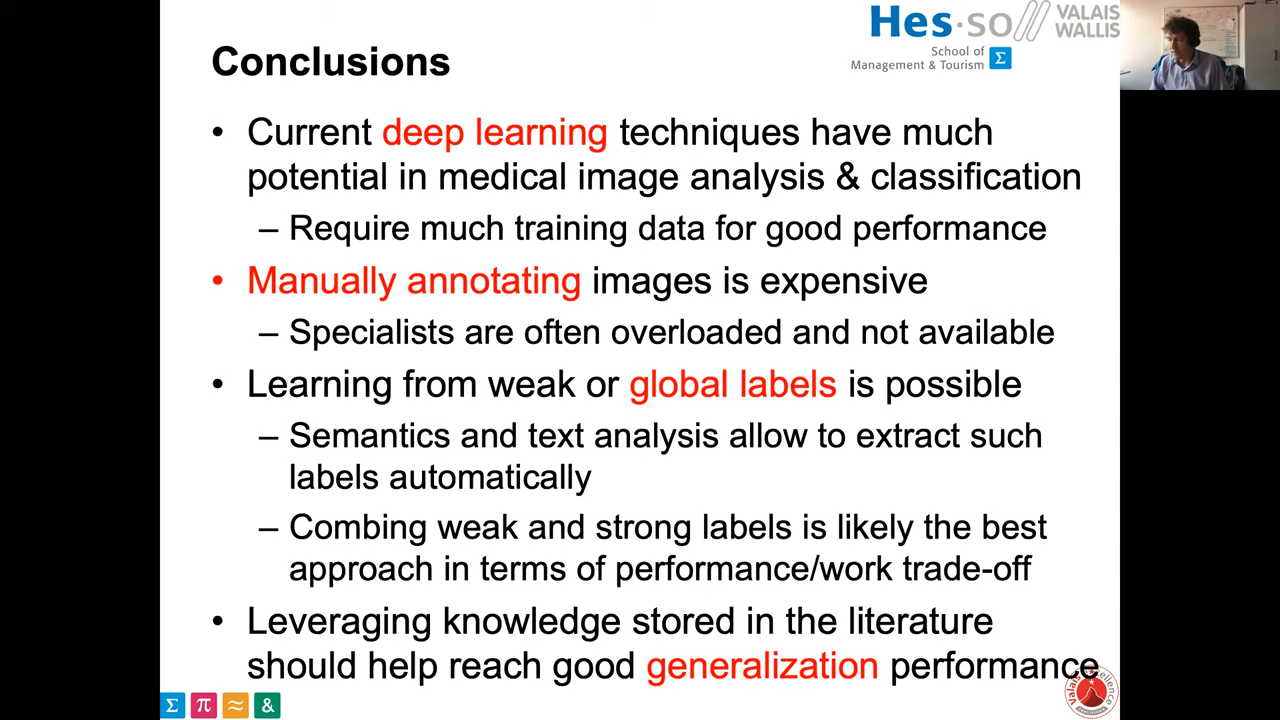 Hes·so// VALAIS
WALLIS
School of
Management & Tourism Σ
Conclusions
• Current deep learning techniques have much
potential in medical image analysis & classification
– Require much training data for good performance
• Manually annotating images is expensive
– Specialists are often overloaded and not available
• Learning from weak or global labels is possible
– Semantics and text analysis allow to extract such
labels automatically
– Combing weak and strong labels is likely the best
approach in terms of performance/work trade-off
• Leveraging knowledge stored in the literature
should help reach good generalization performance
Σ π ≈ &